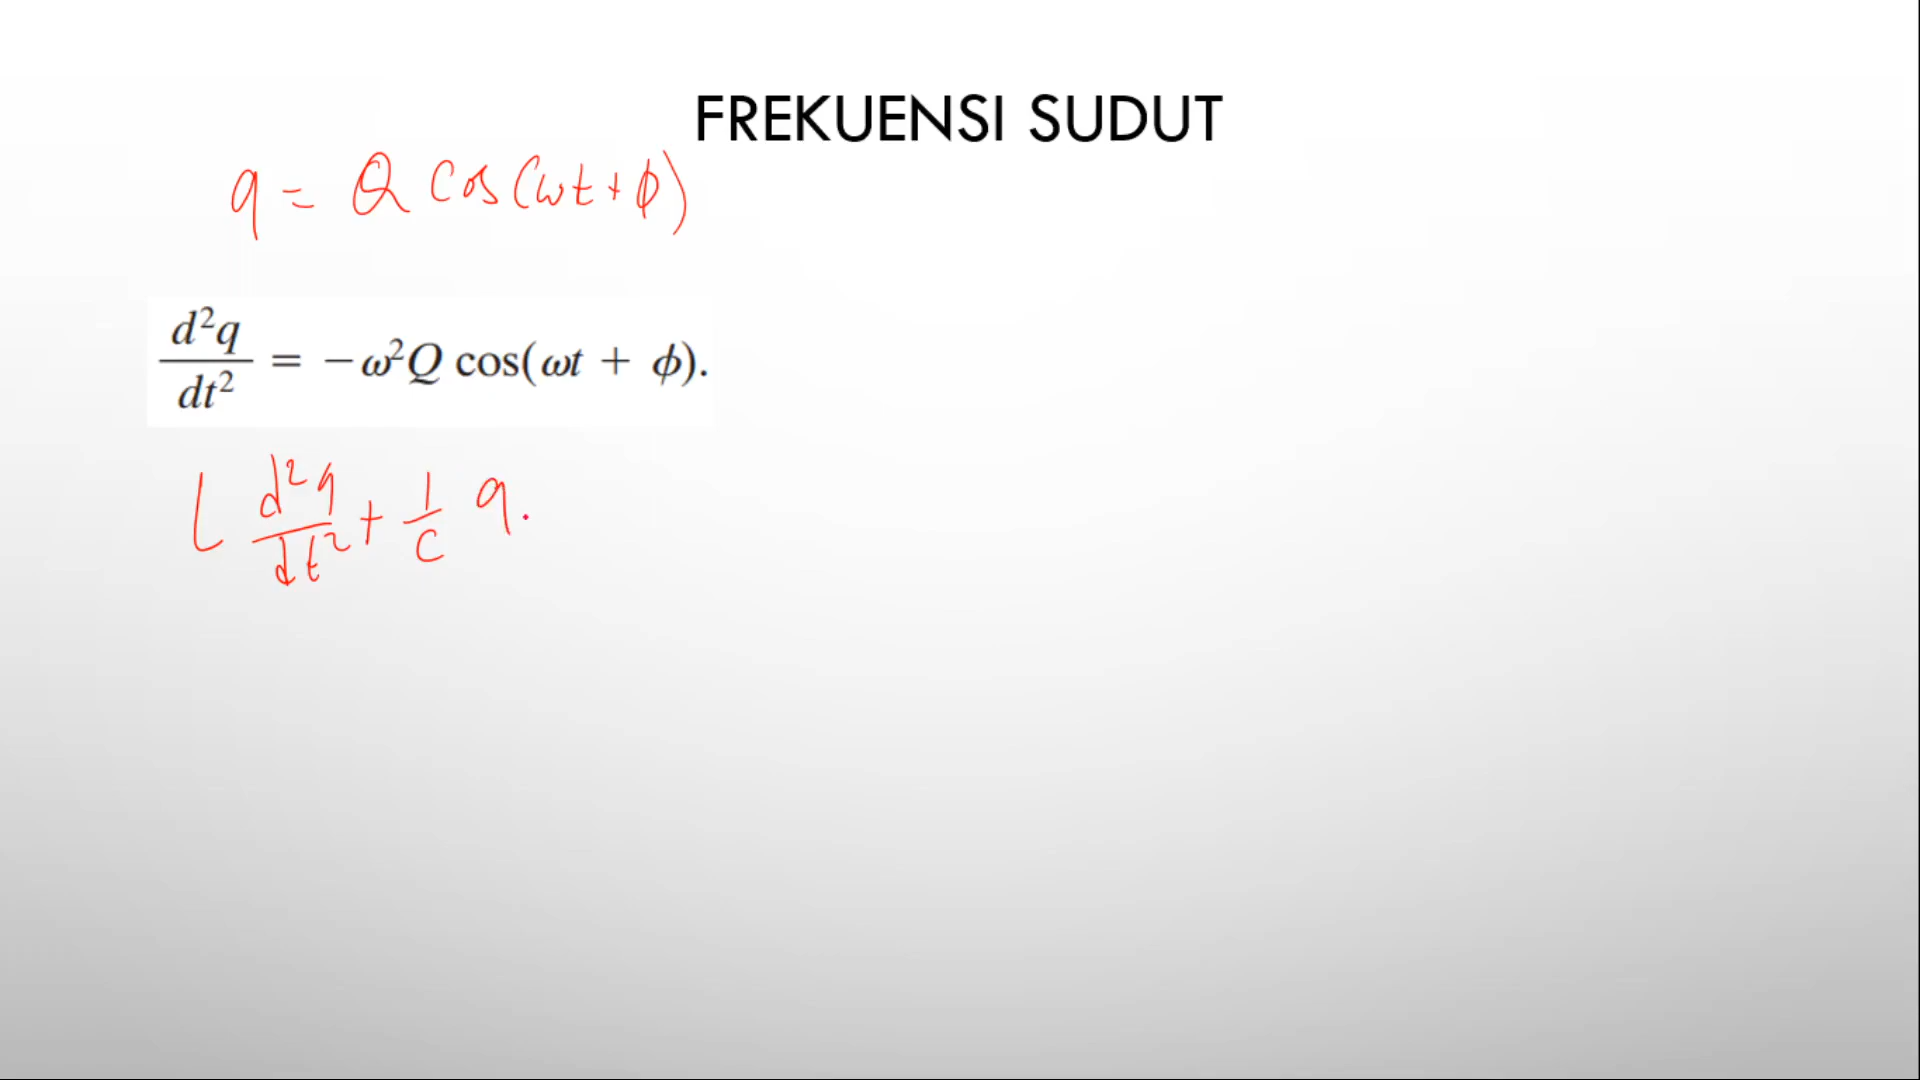 FREKUENSI SUDUT
q = Q cos(ωt + ϕ)
d²q/dt² = −ω²Q cos(ωt + ϕ).
L d²q/dt² + 1/C q.